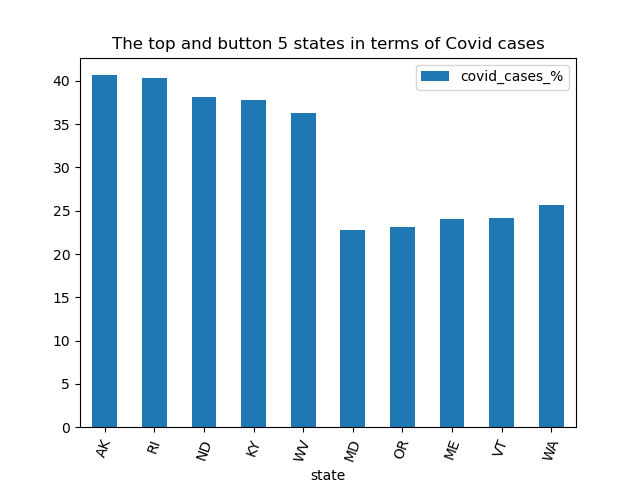 The top and button 5 states in terms of Covid cases
covid_cases_%
40
35
30
25
20
15
10
5
0
AK RI ND KY WV MD OR ME VT WA
state